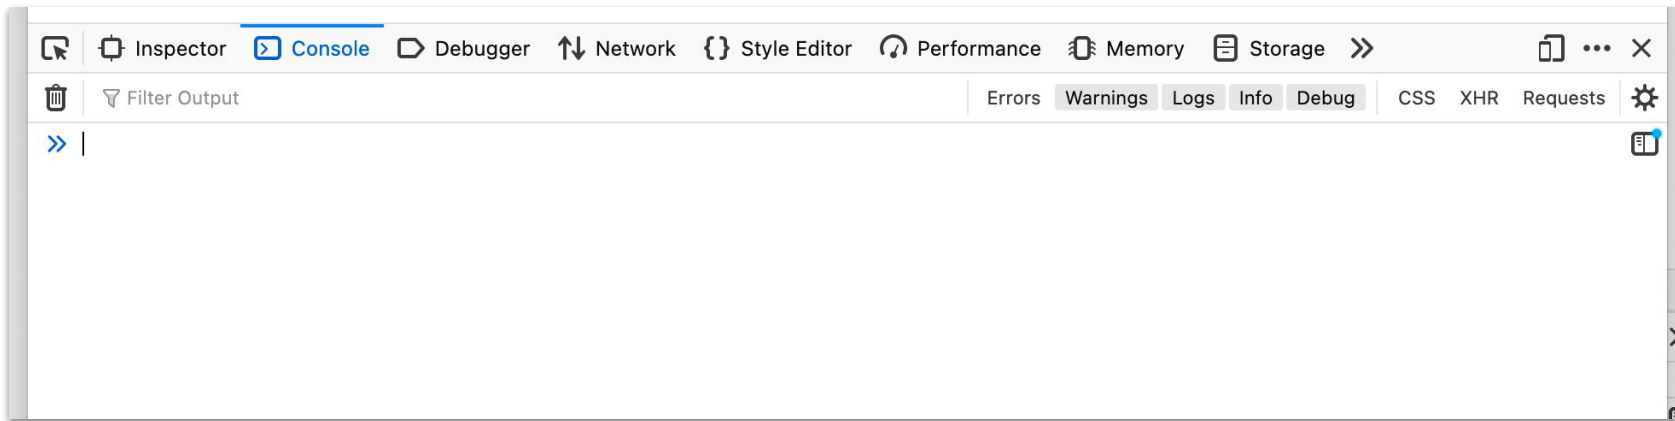 Inspector Console Debugger Network Style Editor Performance Memory Storage
Filter Output Errors Warnings Logs Info Debug CSS XHR Requests